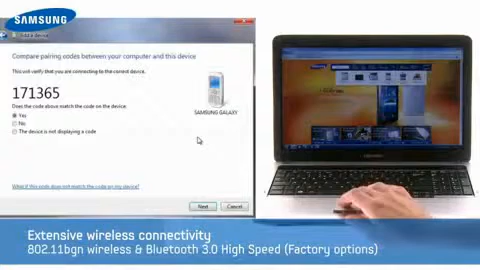 SAMSUNG
Add a device
Compare pairing codes between your computer and this device
This will verify that you are connecting to the correct device.
171365
Does the code above match the code on the device?
Yes
No
The device is not displaying a code
SAMSUNG GALAXY
What if this code does not match the code on my device?
Next
Cancel
Extensive wireless connectivity
802.11bgn wireless & Bluetooth 3.0 High Speed (Factory options)